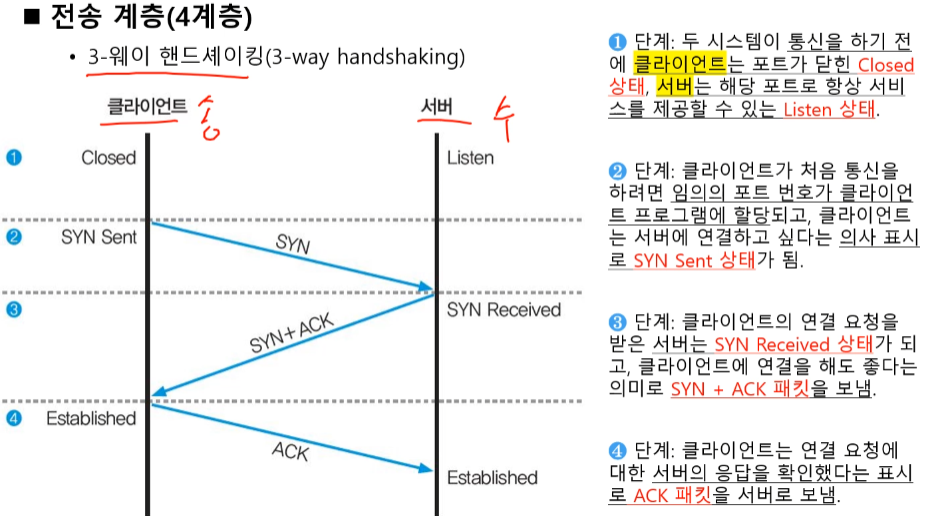 ■ 전송 계층(4계층)
• 3-웨이 핸드셰이킹(3-way handshaking)
클라이언트 송
서버 수
1 Closed Listen
2 SYN Sent
SYN
3 SYN Received
SYN+ACK
4 Established
ACK
Established
1 단계: 두 시스템이 통신을 하기 전
에 클라이언트는 포트가 닫힌 Closed
상태, 서버는 해당 포트로 항상 서비
스를 제공할 수 있는 Listen 상태.
2 단계: 클라이언트가 처음 통신을
하려면 임의의 포트 번호가 클라이언
트 프로그램에 할당되고, 클라이언트
는 서버에 연결하고 싶다는 의사 표시
로 SYN Sent 상태가 됨.
3 단계: 클라이언트의 연결 요청을
받은 서버는 SYN Received 상태가 되
고, 클라이언트에 연결을 해도 좋다는
의미로 SYN + ACK 패킷을 보냄.
4 단계: 클라이언트는 연결 요청에
대한 서버의 응답을 확인했다는 표시
로 ACK 패킷을 서버로 보냄.